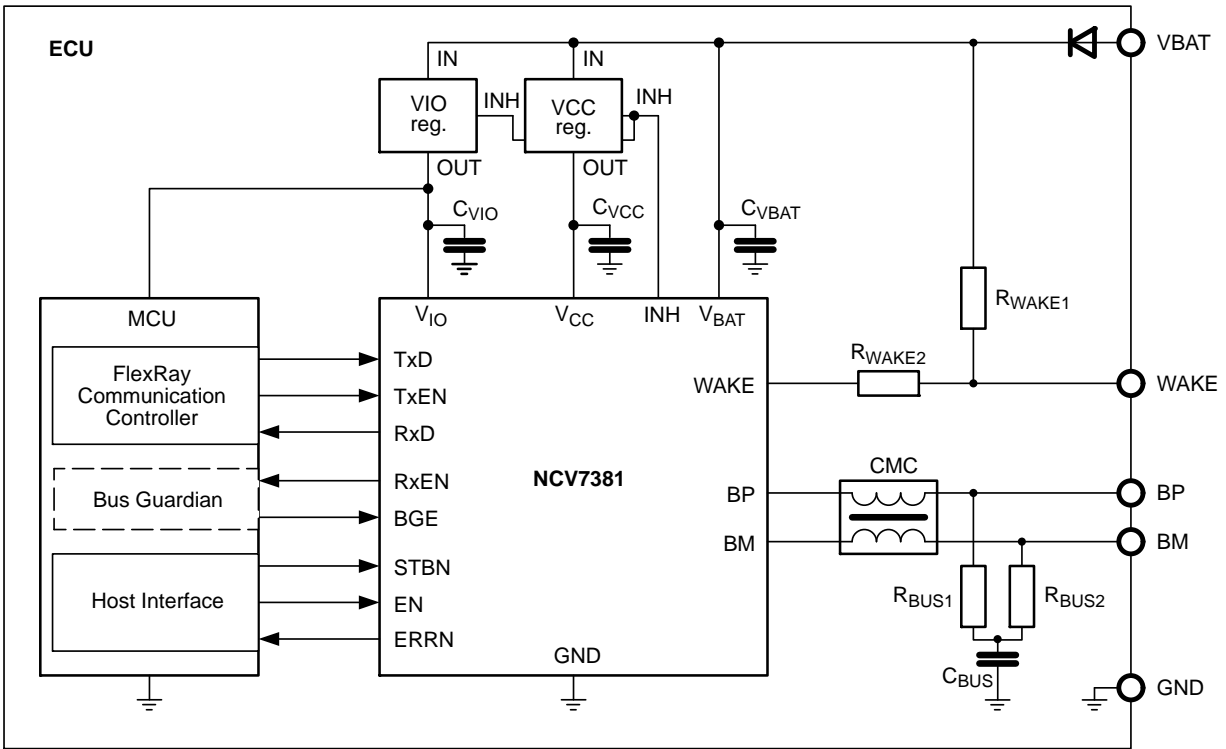 ECU
VBAT
IN
IN
VIO
reg.
INH
VCC
reg.
INH
OUT
OUT
CVIO
CVCC
CVBAT
MCU
VIO
VCC
INH
VBAT
RWAKE1
RWAKE2
FlexRay
Communication
Controller
TxD
TxEN
RxD
WAKE
WAKE
Bus Guardian
RxEN
BGE
NCV7381
CMC
BP
BP
BM
BM
Host Interface
STBN
EN
ERRN
RBUS1
RBUS2
CBUS
GND
GND